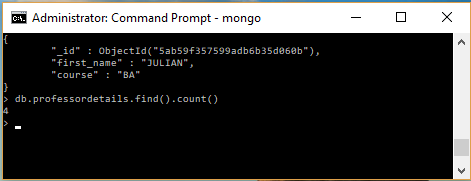 Administrator: Command Prompt - mongo
{
"_id" : ObjectId("5ab59f357599adb6b35d060b"),
"first_name" : "JULIAN",
"course" : "BA"
}
> db.professordetails.find().count()
4
>